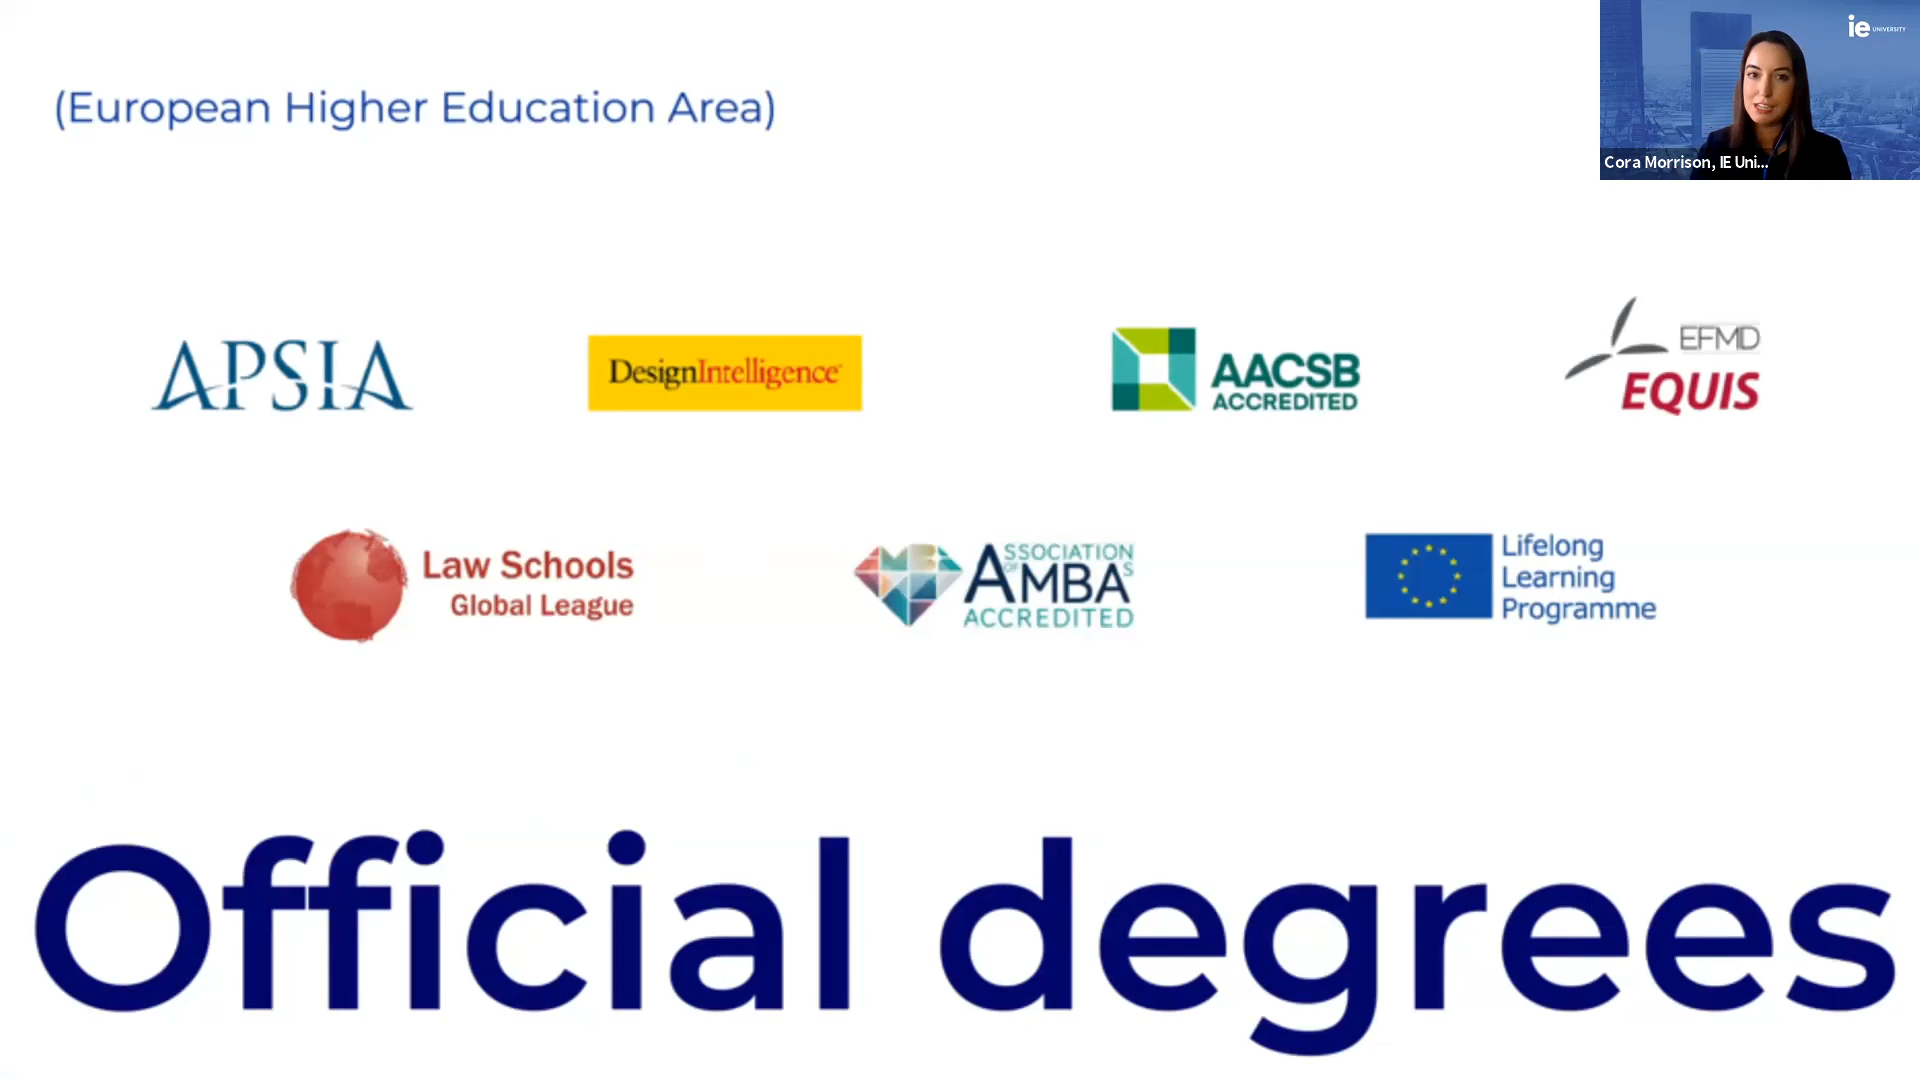 (European Higher Education Area)
ie UNIVERSITY
Cora Morrison, IE Uni...
APSIA
DesignIntelligence
AACSB
ACCREDITED
EFMD
EQUIS
Law Schools
Global League
ASSOCIATION
OF MBAS
ACCREDITED
Lifelong
Learning
Programme
Official degrees